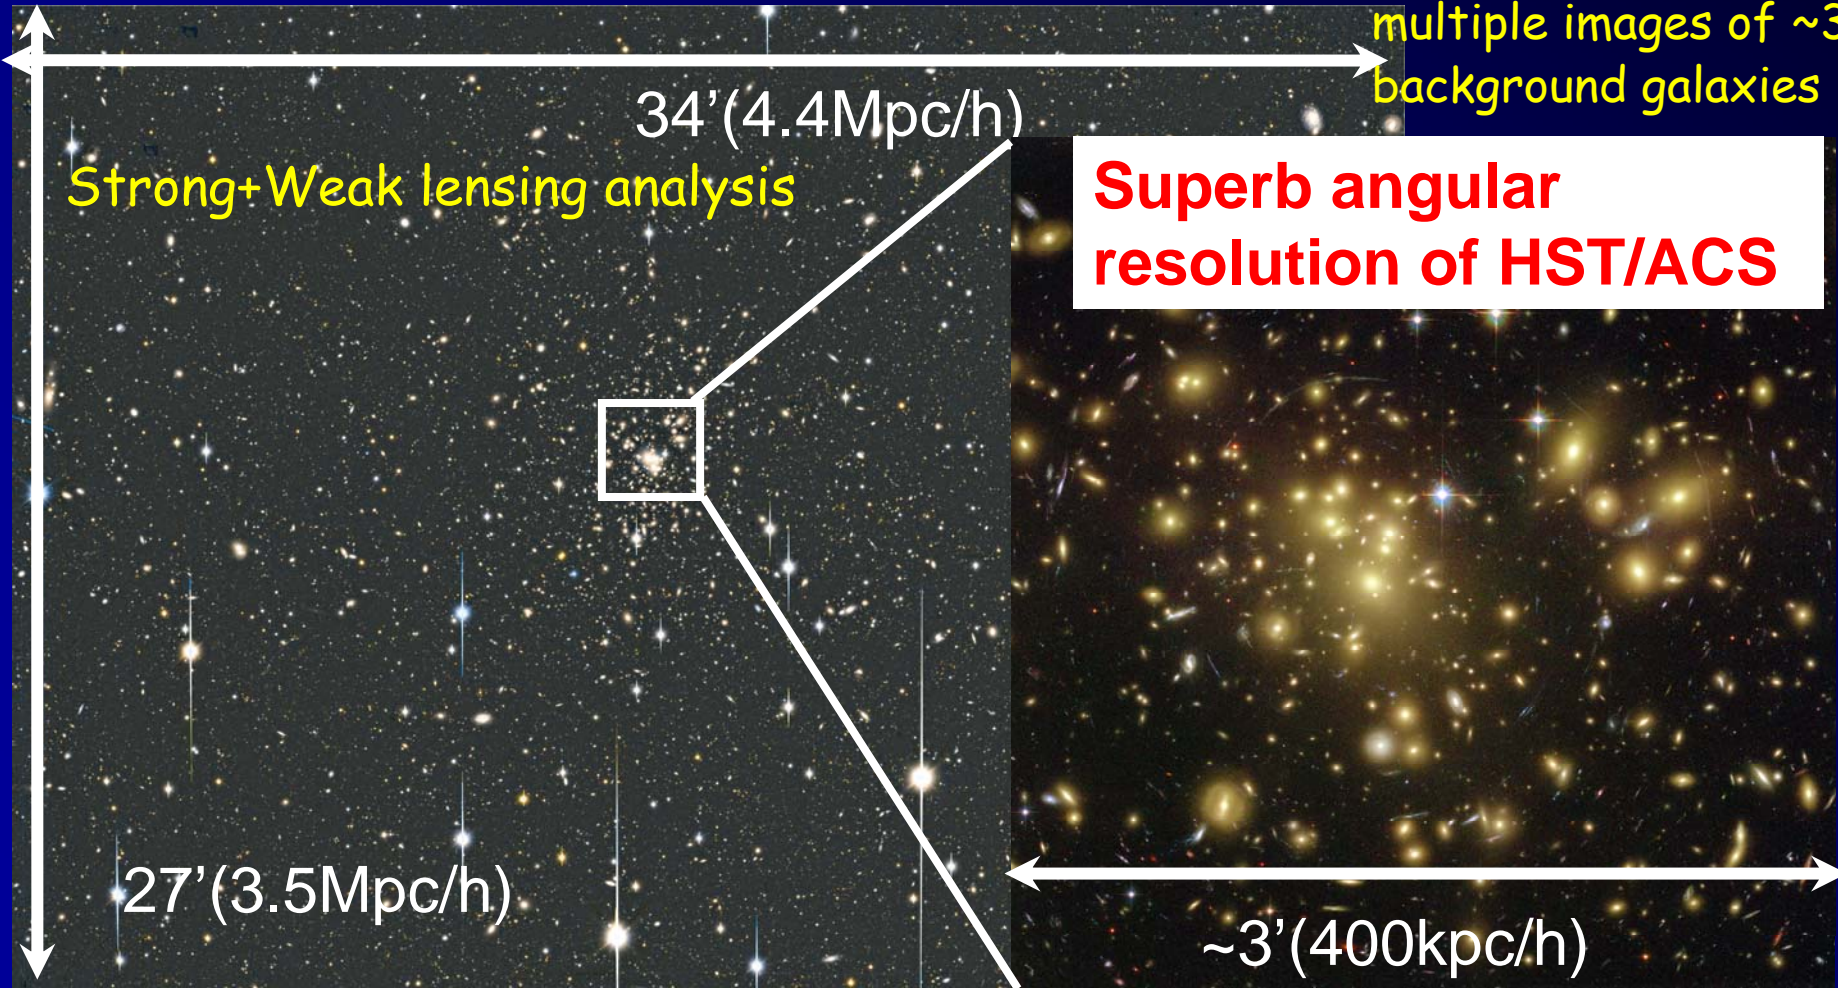 multiple images of ~3
background galaxies
34’(4.4Mpc/h)
Strong+Weak lensing analysis
Superb angular
resolution of HST/ACS
27’(3.5Mpc/h)
~3’(400kpc/h)